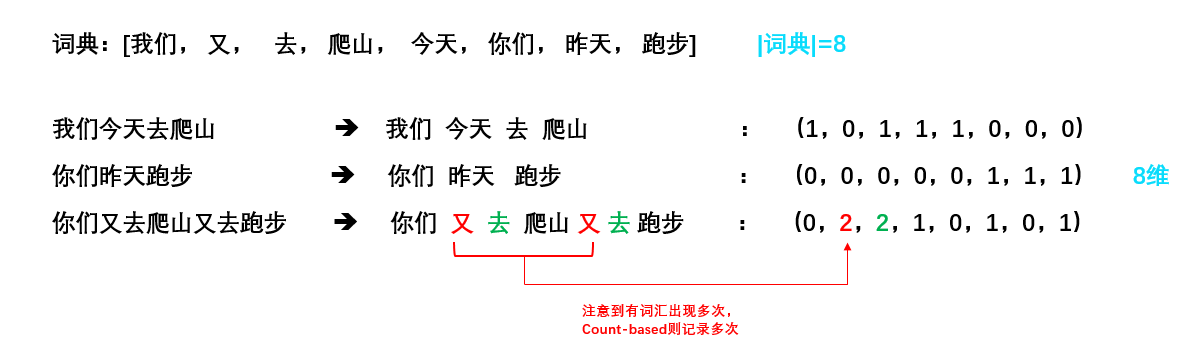 词典：[我们， 又， 去， 爬山， 今天， 你们， 昨天， 跑步] |词典|=8
我们今天去爬山 ➔ 我们 今天 去 爬山 ： （1，0，1，1，1，0，0，0）
你们昨天跑步 ➔ 你们 昨天 跑步 ： （0，0，0，0，0，1，1，1） 8维
你们又去爬山又去跑步 ➔ 你们 又 去 爬山 又 去 跑步 ： （0，2，2，1，0，1，0，1）
注意到有词汇出现多次，
Count-based则记录多次